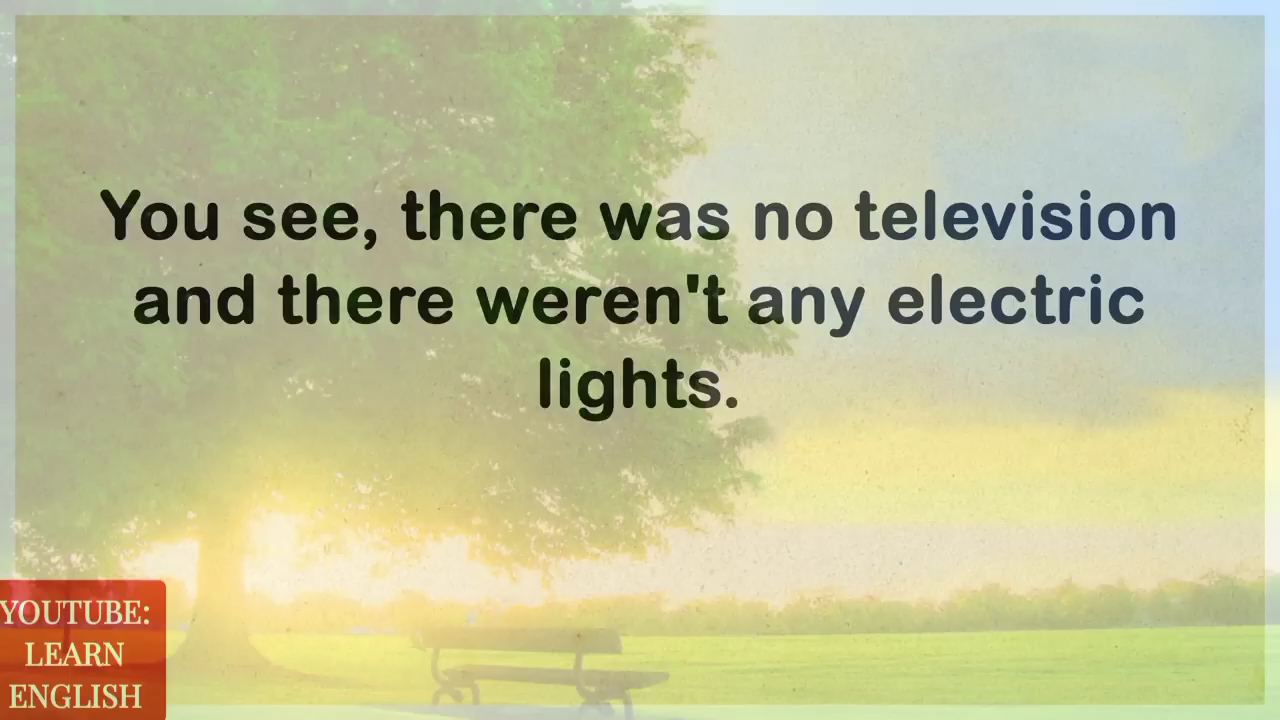 You see, there was no television
and there weren't any electric
lights.
YOUTUBE:
LEARN
ENGLISH